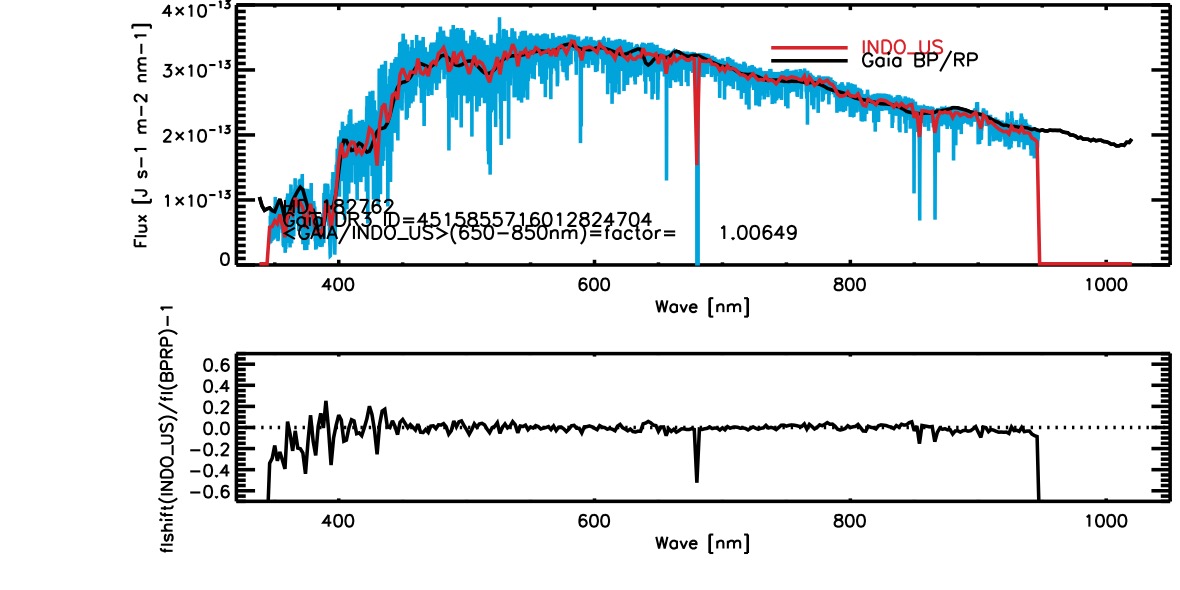 4×10−13
3×10−13
2×10−13
1×10−13
0
Flux [J s−1 m−2 nm−1]
INDO_US
Gaia BP/RP
HD_182762
Gaia DR3 ID=4515855716012824704
<GAIA/INDO_US>(650−850nm)=factor= 1.00649
400 600 800 1000
Wave [nm]
flshift(INDO_US)/fl(BPRP)−1
0.6
0.4
0.2
0.0
−0.2
−0.4
−0.6
400 600 800 1000
Wave [nm]